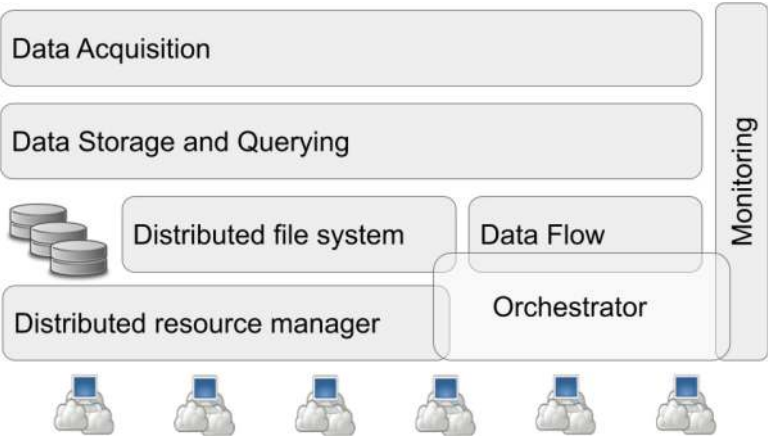 Data Acquisition
Data Storage and Querying
Distributed file system
Data Flow
Distributed resource manager
Orchestrator
Monitoring